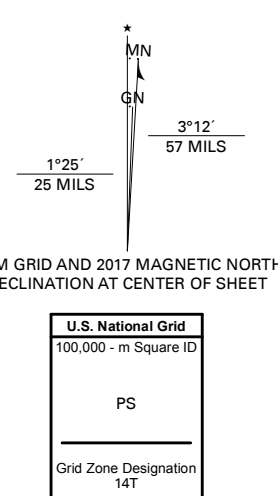 MN
GN
3°12´
57 MILS
1°25´
25 MILS
M GRID AND 2017 MAGNETIC NORTH
ECLINATION AT CENTER OF SHEET
U.S. National Grid
100,000 - m Square ID
PS
Grid Zone Designation
14T